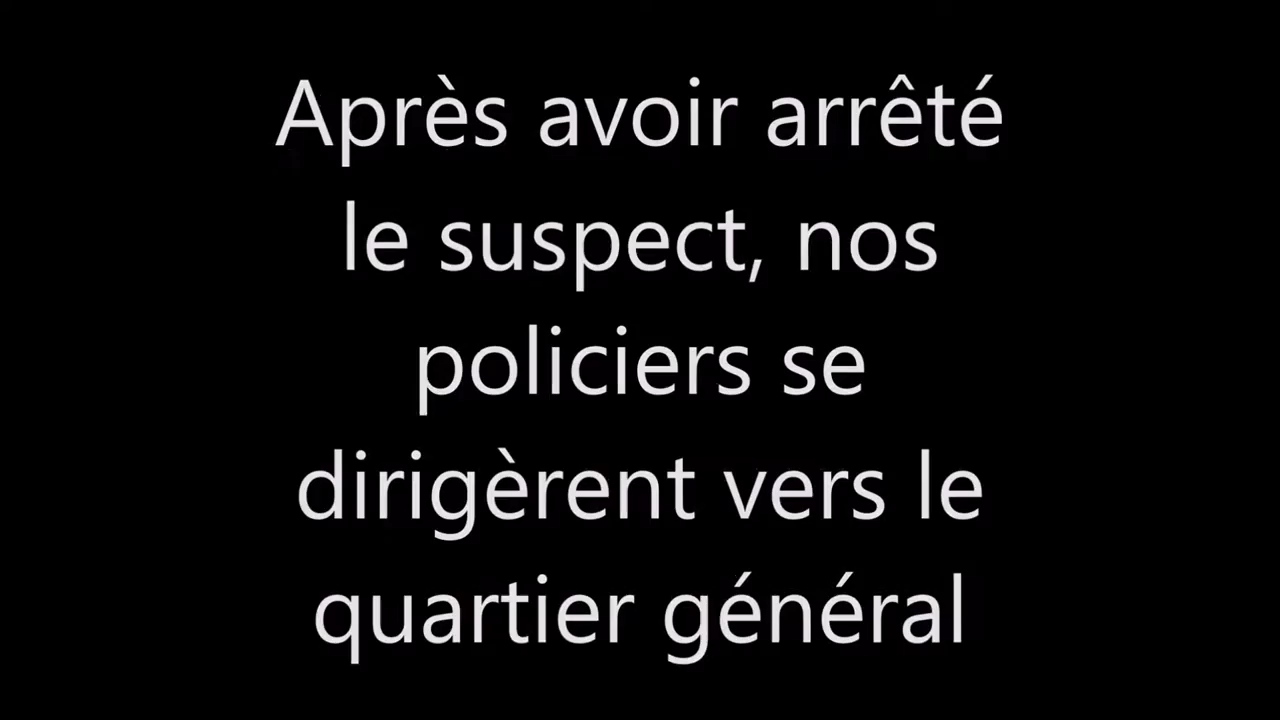 Après avoir arrêté
le suspect, nos
policiers se
dirigèrent vers le
quartier général